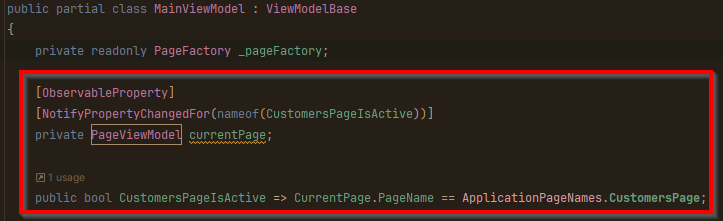 public partial class MainViewModel : ViewModelBase
{
private readonly PageFactory _pageFactory;
[ObservableProperty]
[NotifyPropertyChangedFor(nameof(CustomersPageIsActive))]
private PageViewModel currentPage;
1 usage
public bool CustomersPageIsActive => CurrentPage.PageName == ApplicationPageNames.CustomersPage;